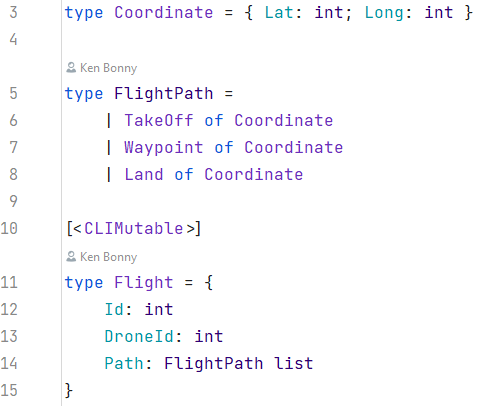 3 type Coordinate = { Lat: int; Long: int }
4
Ken Bonny
5 type FlightPath =
6 | TakeOff of Coordinate
7 | Waypoint of Coordinate
8 | Land of Coordinate
9
10 [<CLIMutable>]
Ken Bonny
11 type Flight = {
12 Id: int
13 DroneId: int
14 Path: FlightPath list
15 }